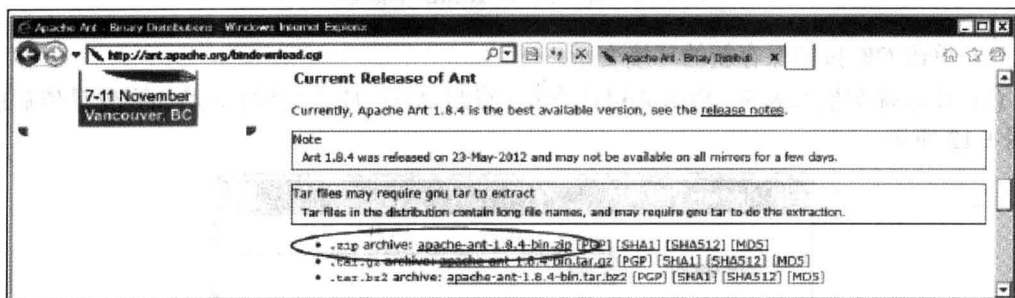 Apache Ant - Binary Distributions - Windows Internet Explorer
http://ant.apache.org/bindownload.cgi
Apache Ant - Binary Distributi
7-11 November
Vancouver, BC
Current Release of Ant
Currently, Apache Ant 1.8.4 is the best available version, see the release notes.
Note
Ant 1.8.4 was released on 23-May-2012 and may not be available on all mirrors for a few days.
Tar files may require gnu tar to extract
Tar files in the distribution contain long file names, and may require gnu tar to do the extraction.
• .zip archive: apache-ant-1.8.4-bin.zip [PGP] [SHA1] [SHA512] [MD5]
• .tar.gz archive: apache-ant-1.8.4-bin.tar.gz [PGP] [SHA1] [SHA512] [MD5]
• .tar.bz2 archive: apache-ant-1.8.4-bin.tar.bz2 [PGP] [SHA1] [SHA512] [MD5]